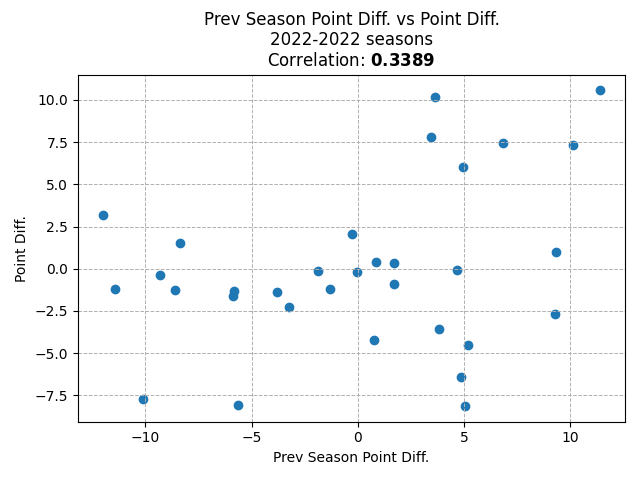 Prev Season Point Diff. vs Point Diff.
2022-2022 seasons
Correlation: 0.3389
10.0
7.5
5.0
2.5
0.0
−2.5
−5.0
−7.5
Point Diff.
−10
−5
0
5
10
Prev Season Point Diff.